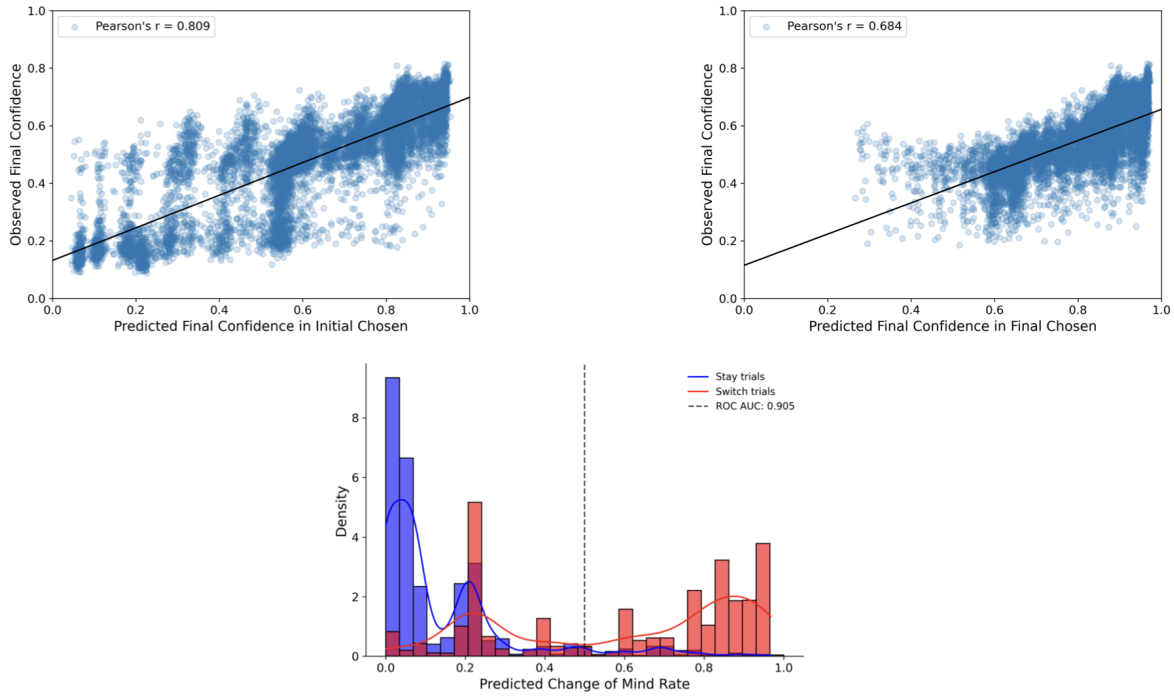 Pearson's r = 0.809
1.0
0.8
0.6
0.4
0.2
0.0
Observed Final Confidence
0.0 0.2 0.4 0.6 0.8 1.0
Predicted Final Confidence in Initial Chosen
Pearson's r = 0.684
1.0
0.8
0.6
0.4
0.2
0.0
Observed Final Confidence
0.0 0.2 0.4 0.6 0.8 1.0
Predicted Final Confidence in Final Chosen
Stay trials
Switch trials
ROC AUC: 0.905
8
6
4
2
0
Density
0.0 0.2 0.4 0.6 0.8 1.0
Predicted Change of Mind Rate